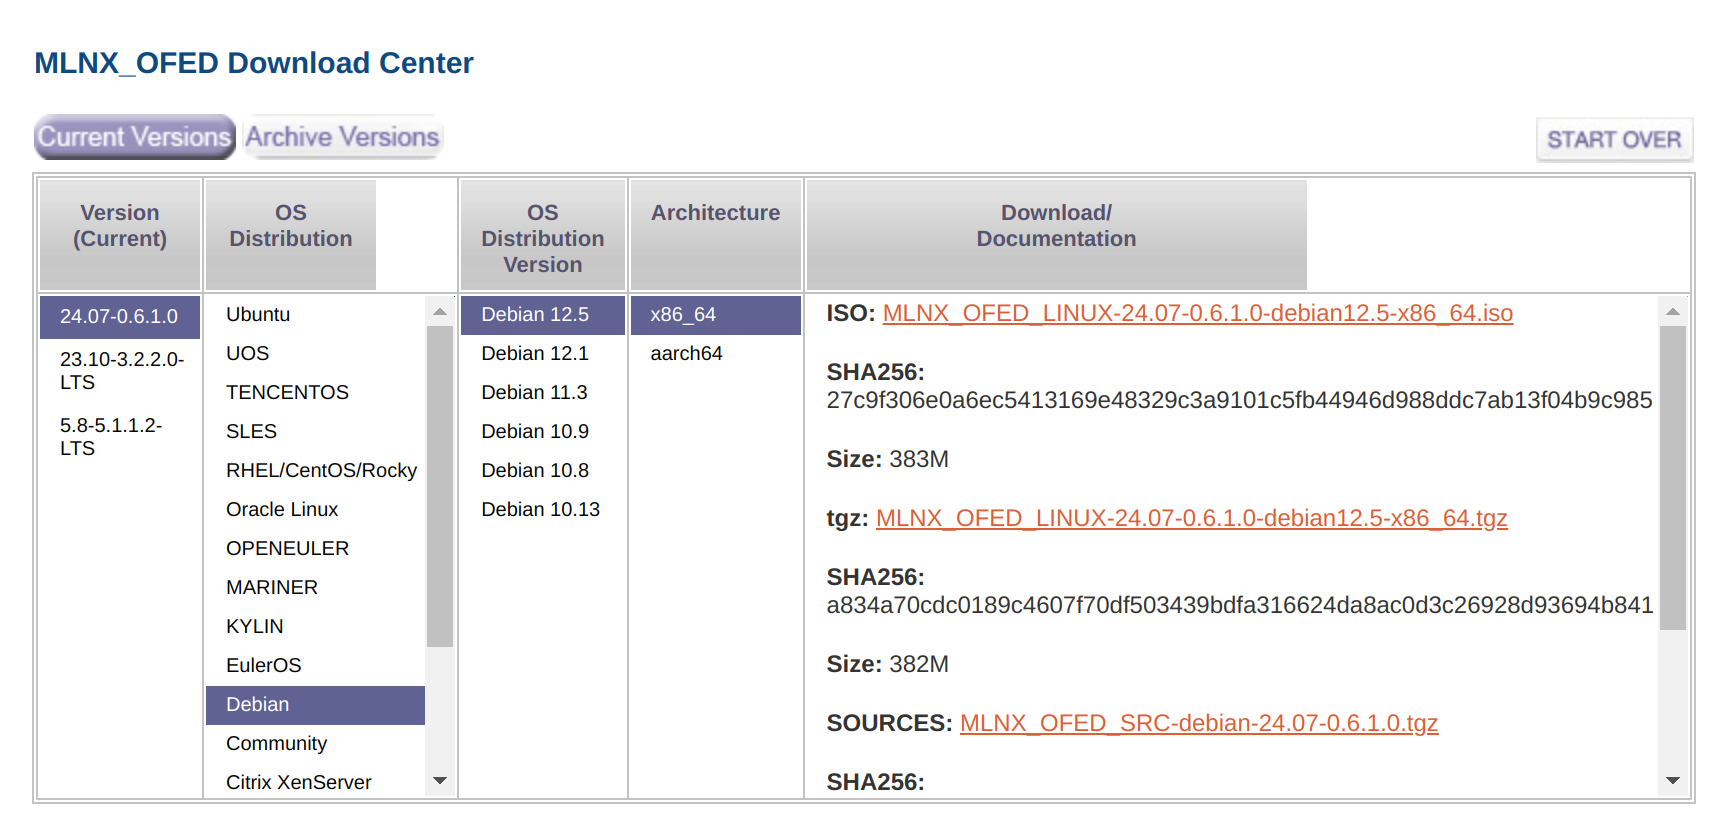 MLNX_OFED Download Center
Current Versions
Archive Versions
START OVER
Version
(Current)
OS
Distribution
OS
Distribution
Version
Architecture
Download/
Documentation
24.07-0.6.1.0
23.10-3.2.2.0-
LTS
5.8-5.1.1.2-
LTS
Ubuntu
UOS
TENCENTOS
SLES
RHEL/CentOS/Rocky
Oracle Linux
OPENEULER
MARINER
KYLIN
EulerOS
Debian
Community
Citrix XenServer
Debian 12.5
Debian 12.1
Debian 11.3
Debian 10.9
Debian 10.8
Debian 10.13
x86_64
aarch64
ISO: MLNX_OFED_LINUX-24.07-0.6.1.0-debian12.5-x86_64.iso
SHA256:
27c9f306e0a6ec5413169e48329c3a9101c5fb44946d988ddc7ab13f04b9c985
Size: 383M
tgz: MLNX_OFED_LINUX-24.07-0.6.1.0-debian12.5-x86_64.tgz
SHA256:
a834a70cdc0189c4607f70df503439bdfa316624da8ac0d3c26928d93694b841
Size: 382M
SOURCES: MLNX_OFED_SRC-debian-24.07-0.6.1.0.tgz
SHA256: